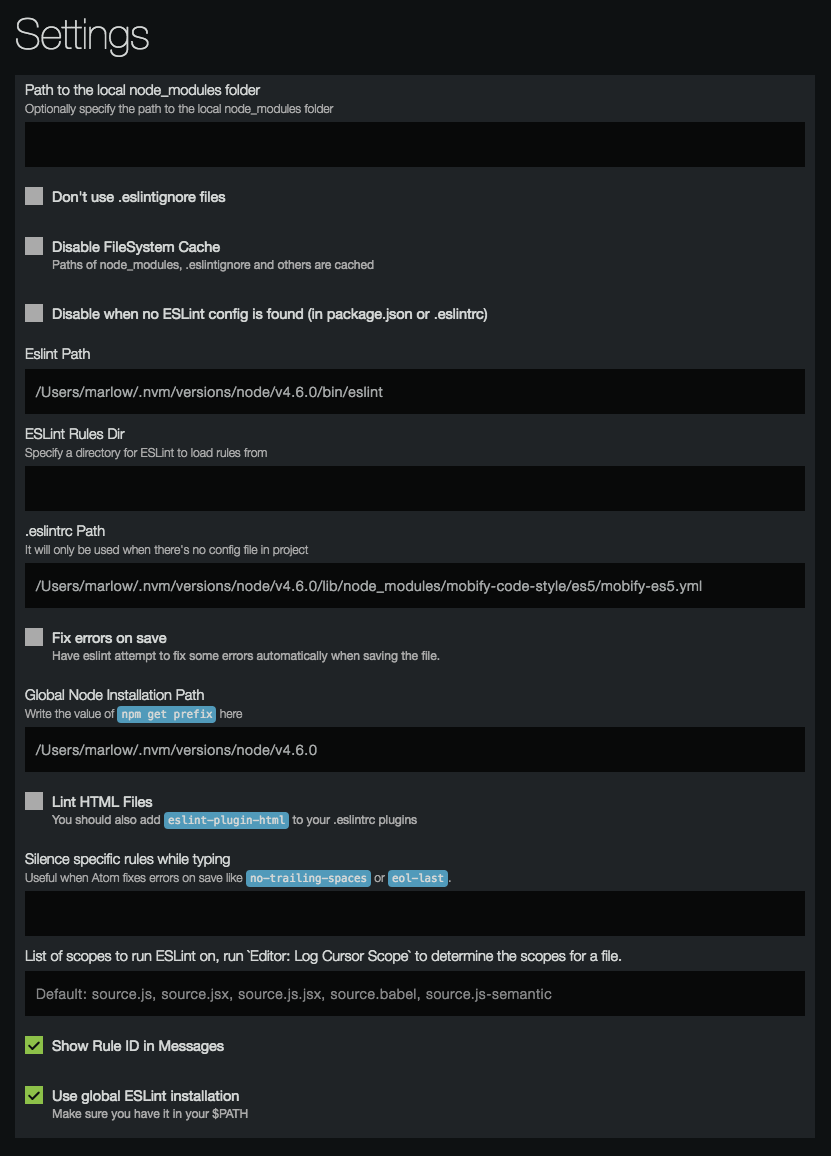 Settings
Path to the local node_modules folder
Optionally specify the path to the local node_modules folder
Don't use .eslintignore files
Disable FileSystem Cache
Paths of node_modules, .eslintignore and others are cached
Disable when no ESLint config is found (in package.json or .eslintrc)
Eslint Path
/Users/marlow/.nvm/versions/node/v4.6.0/bin/eslint
ESLint Rules Dir
Specify a directory for ESLint to load rules from
.eslintrc Path
It will only be used when there's no config file in project
/Users/marlow/.nvm/versions/node/v4.6.0/lib/node_modules/mobify-code-style/es5/mobify-es5.yml
Fix errors on save
Have eslint attempt to fix some errors automatically when saving the file.
Global Node Installation Path
Write the value of npm get prefix here
/Users/marlow/.nvm/versions/node/v4.6.0
Lint HTML Files
You should also add eslint-plugin-html to your .eslintrc plugins
Silence specific rules while typing
Useful when Atom fixes errors on save like no-trailing-spaces or eol-last.
List of scopes to run ESLint on, run `Editor: Log Cursor Scope` to determine the scopes for a file.
Default: source.js, source.jsx, source.js.jsx, source.babel, source.js-semantic
Show Rule ID in Messages
Use global ESLint installation
Make sure you have it in your $PATH